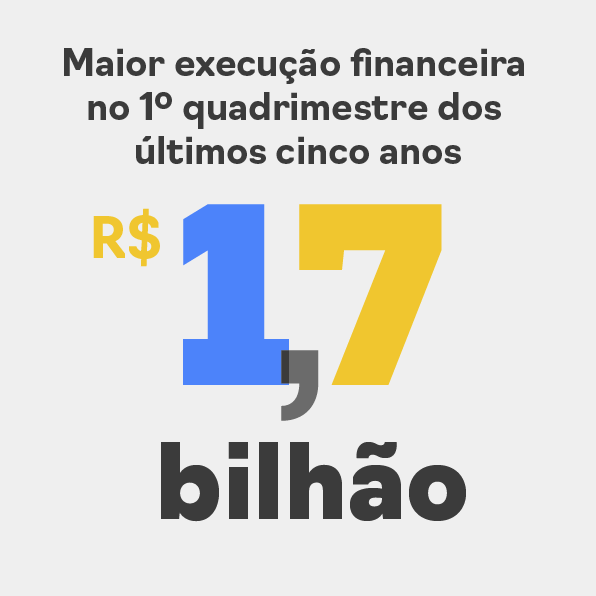 Maior execução financeira
no 1º quadrimestre dos
últimos cinco anos
R$ 1,7
bilhão